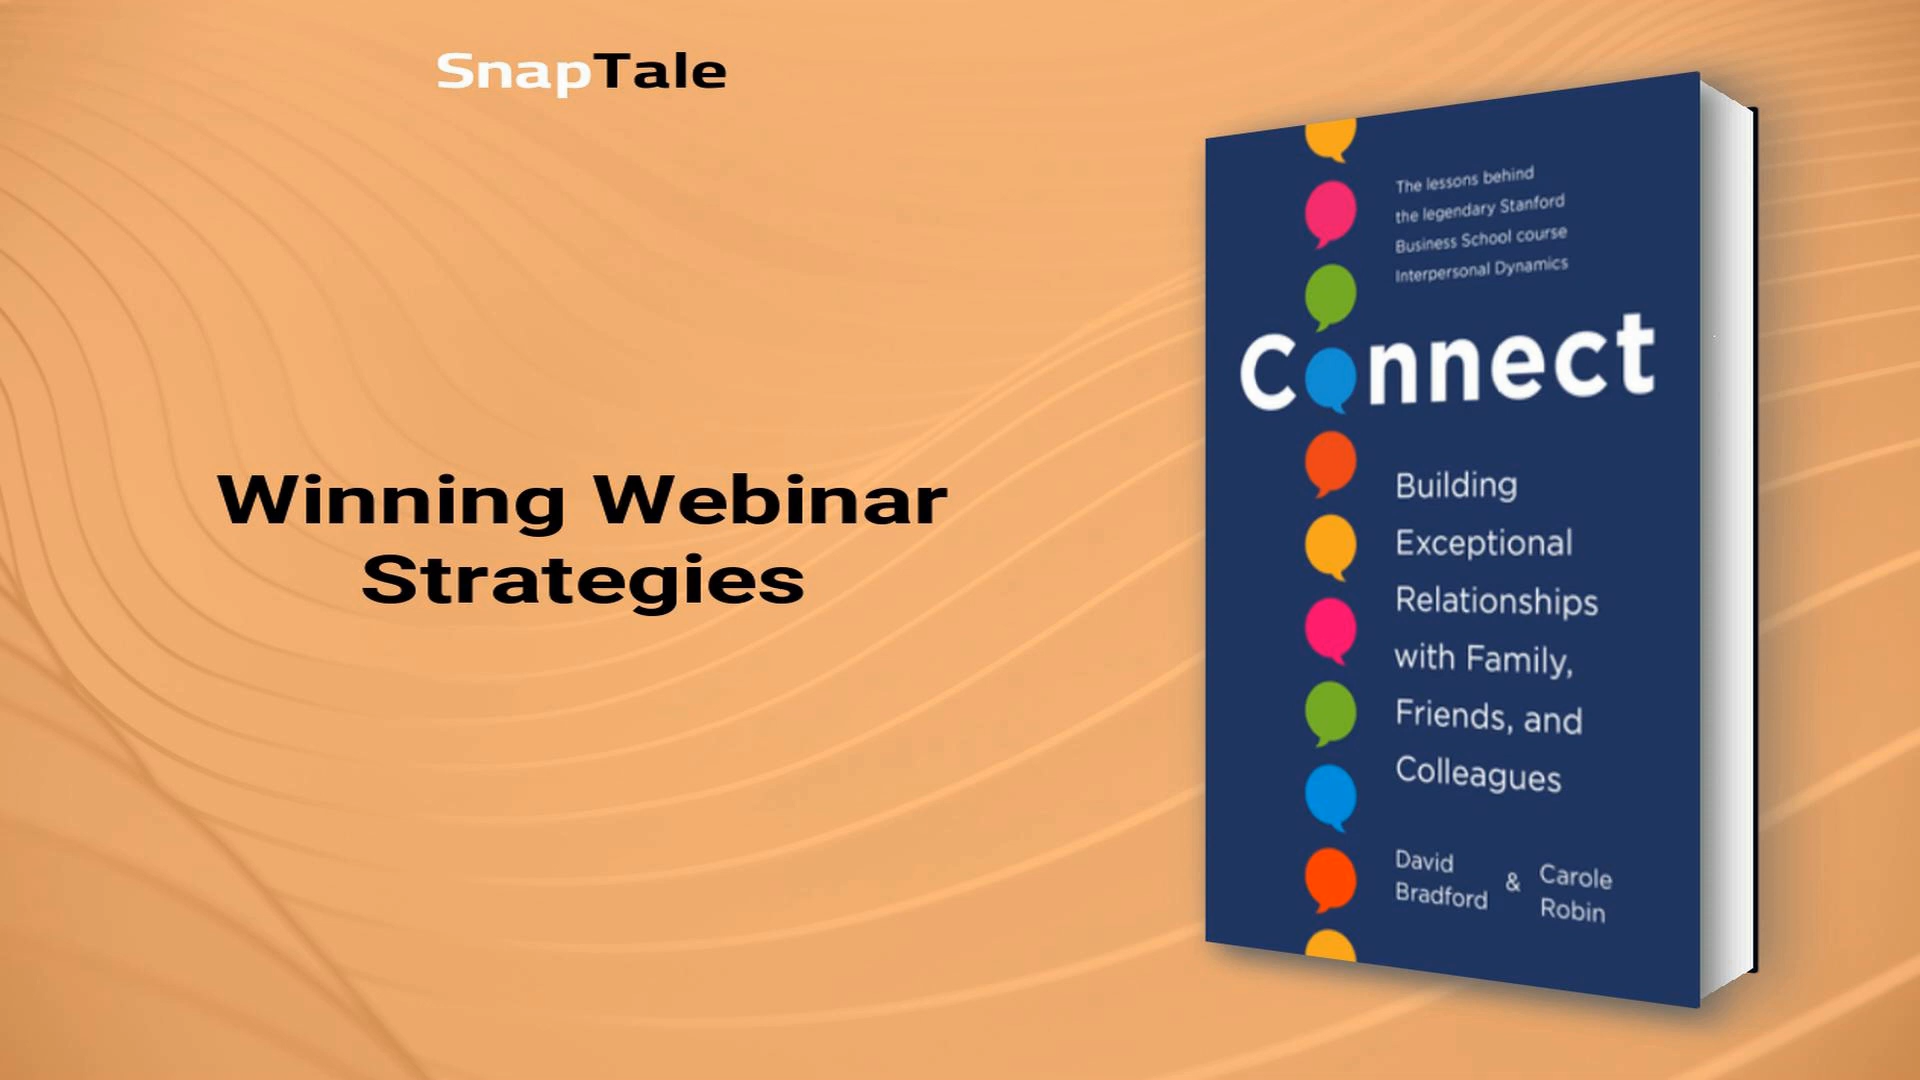 SnapTale
Winning Webinar
Strategies
The lessons behind
the legendary Stanford
Business School course
Interpersonal Dynamics
Connect
Building
Exceptional
Relationships
with Family,
Friends, and
Colleagues
David
Bradford
&
Carole
Robin